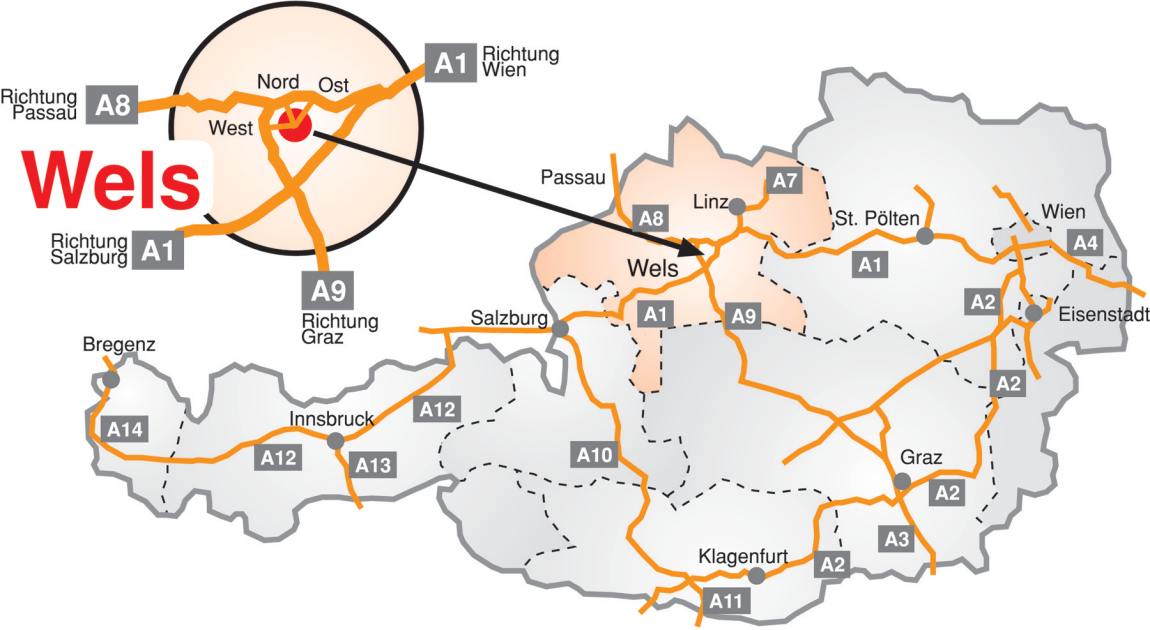 A1
Richtung
Wien
Nord
Ost
Richtung
Passau
A8
West
Wels
Richtung
Salzburg
A1
A9
Richtung
Graz
Passau
A7
Linz
A8
St. Pölten
Wien
A4
Wels
A1
A2
Salzburg
A1
A9
Eisenstadt
Bregenz
A2
A12
Innsbruck
A14
A12
A13
A10
Graz
A2
A3
Klagenfurt
A2
A11